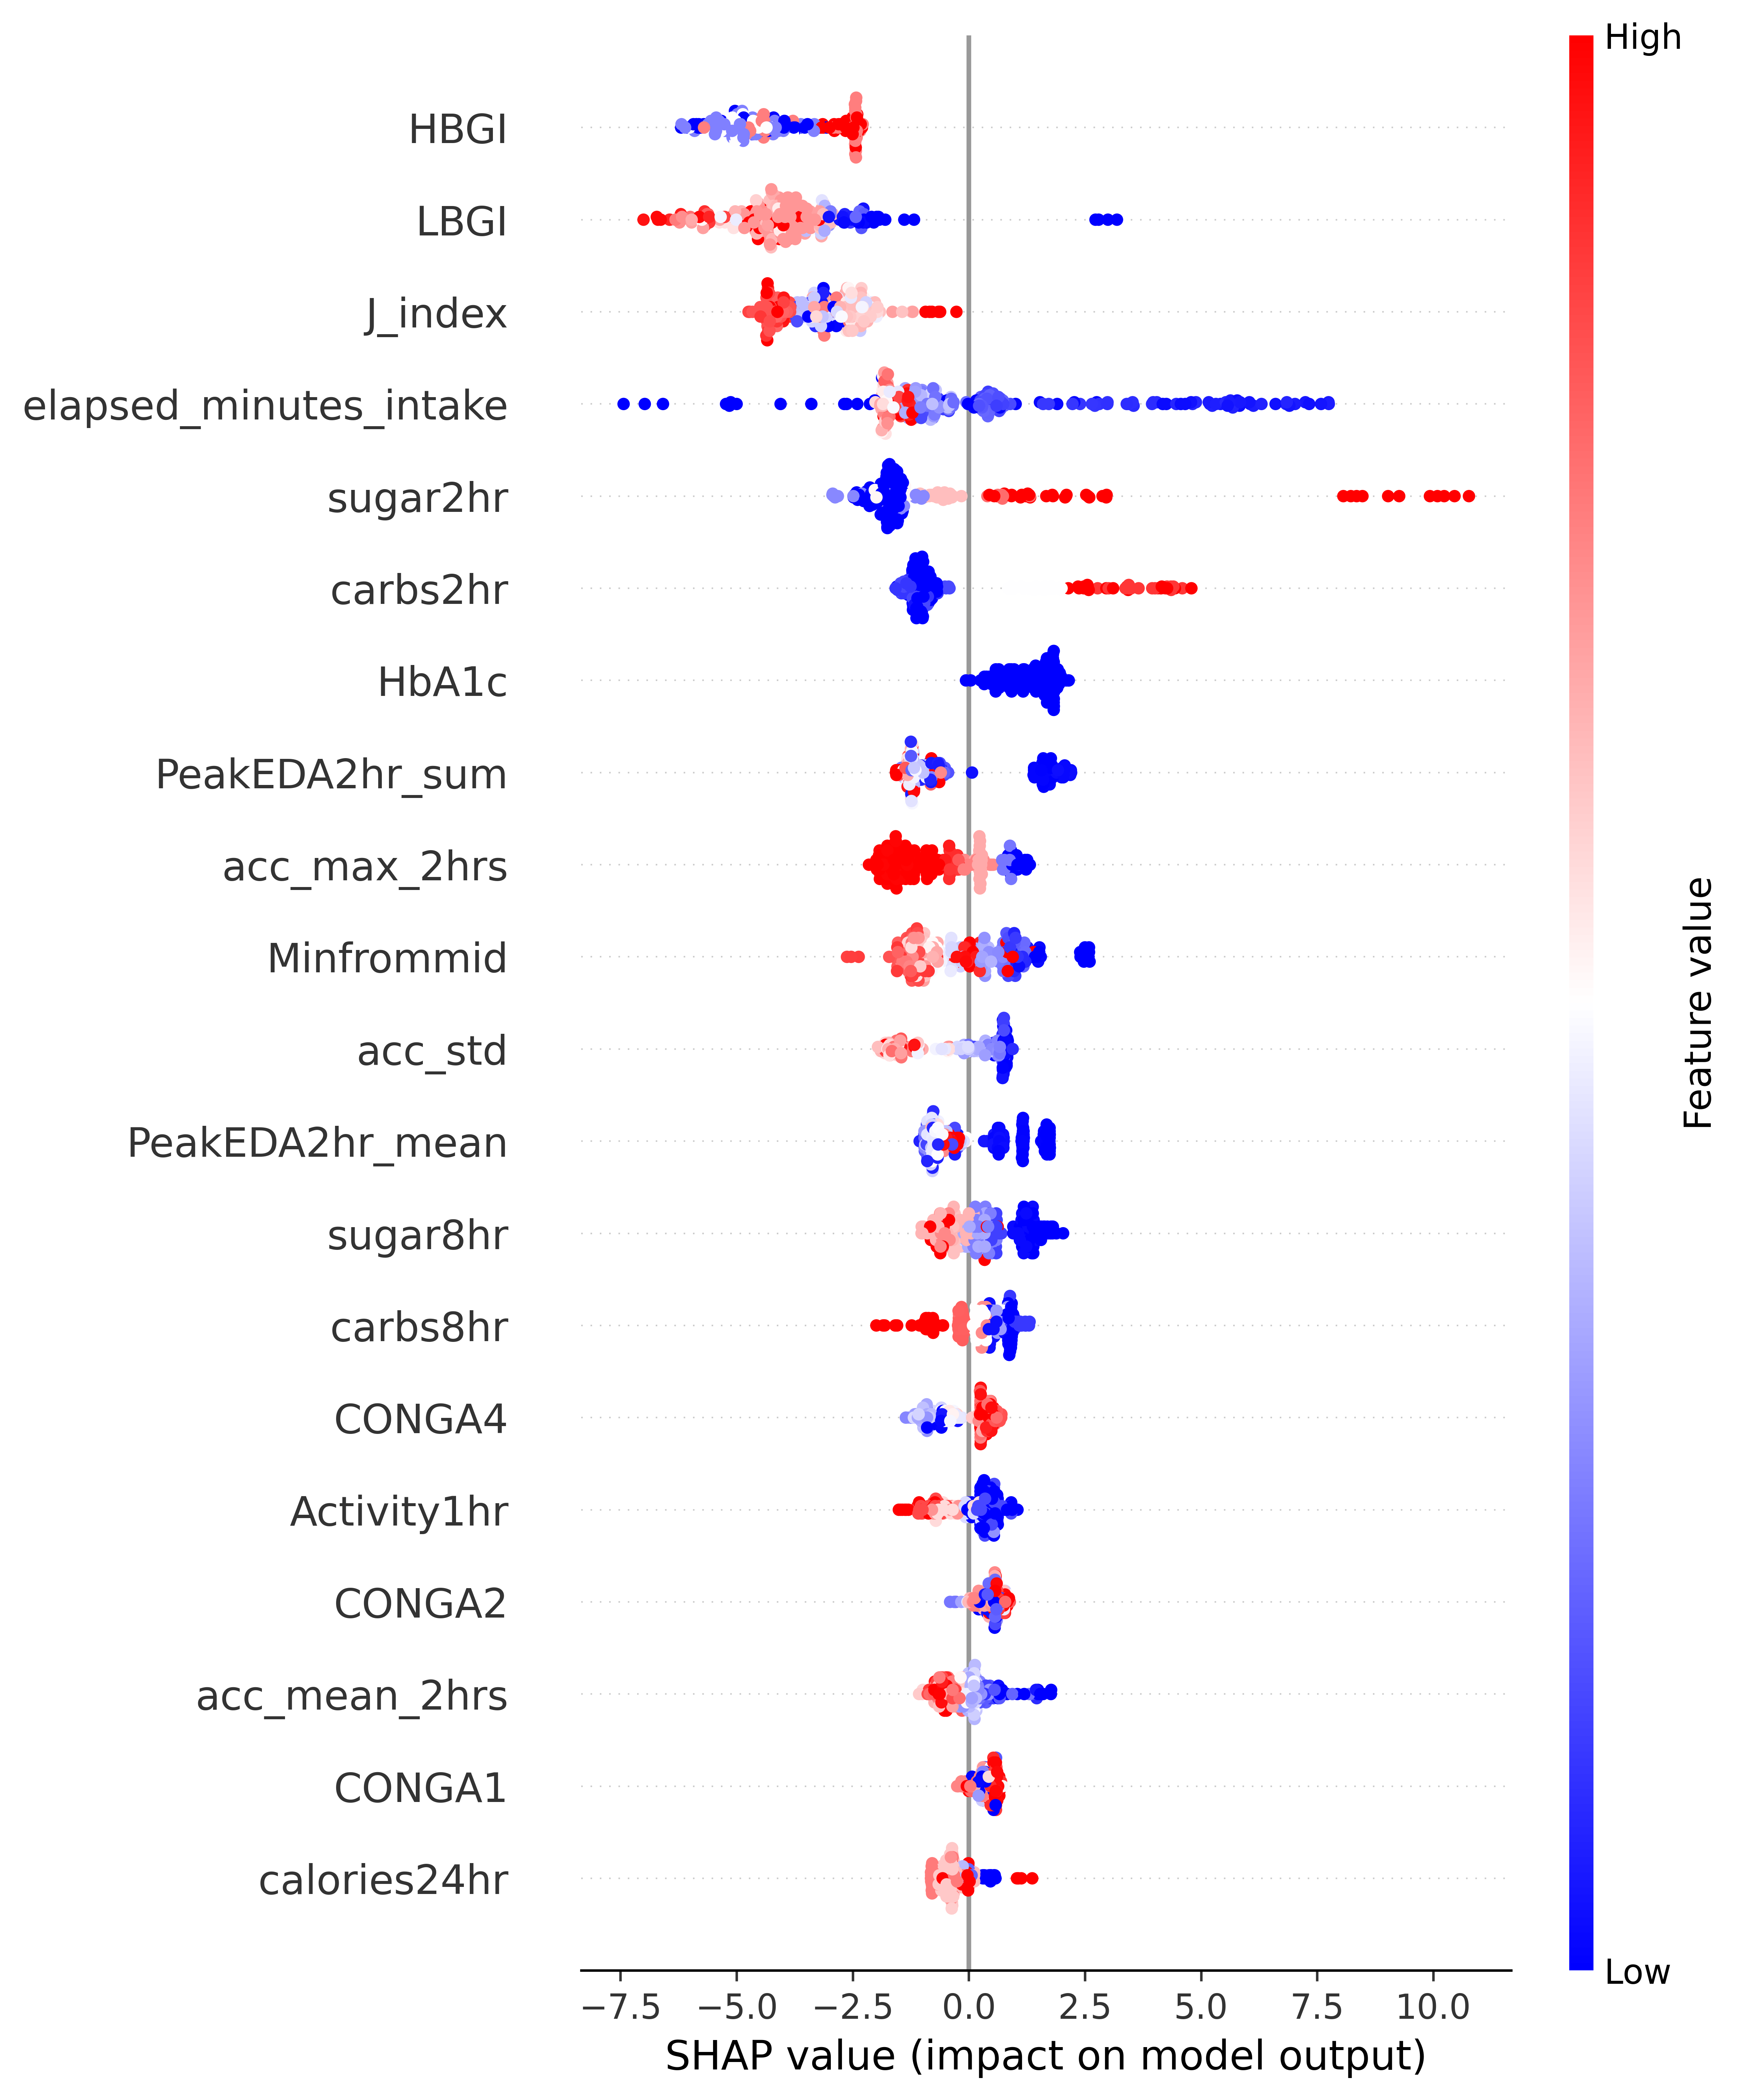 High
HBGI
LBGI
J_index
elapsed_minutes_intake
sugar2hr
carbs2hr
HbA1c
PeakEDA2hr_sum
acc_max_2hrs
Minfrommid
acc_std
PeakEDA2hr_mean
sugar8hr
carbs8hr
CONGA4
Activity1hr
CONGA2
acc_mean_2hrs
CONGA1
calories24hr
Feature value
Low
−7.5 −5.0 −2.5 0.0 2.5 5.0 7.5 10.0
SHAP value (impact on model output)